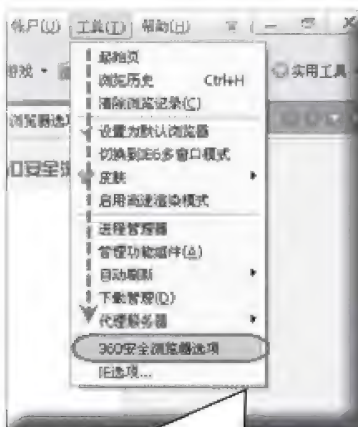 帐户(U) 工具(T) 帮助(H)
游戏 实用工具
起始页
浏览历史 Ctrl+H
清除浏览记录(C)
浏览器选
设置为默认浏览器
切换到IE6多窗口模式
0安全浏
皮肤
启用高速渲染模式
进程管理器
管理功能插件(A)
自动刷新
下载管理(D)
代理服务器
360安全浏览器选项
IE选项...